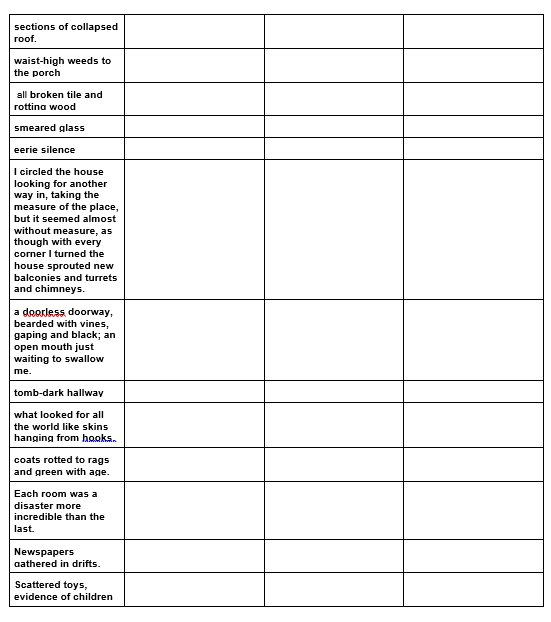 sections of collapsed
roof.
waist-high weeds to
the porch
all broken tile and
rotting wood
smeared glass
eerie silence
I circled the house
looking for another
way in, taking the
measure of the place,
but it seemed almost
without measure, as
though with every
corner I turned the
house sprouted new
balconies and turrets
and chimneys.
a doorless doorway,
bearded with vines,
gaping and black; an
open mouth just
waiting to swallow
me.
tomb-dark hallway
what looked for all
the world like skins
hanging from hooks.
coats rotted to rags
and green with age.
Each room was a
disaster more
incredible than the
last.
Newspapers
gathered in drifts.
Scattered toys,
evidence of children